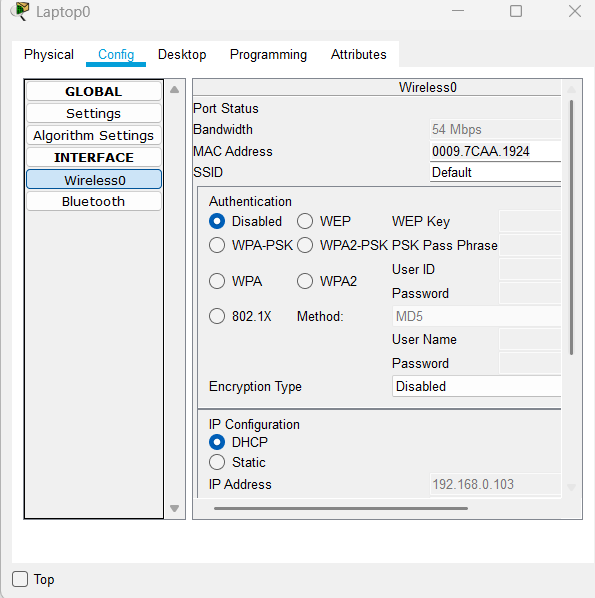 Laptop0
Physical Config Desktop Programming Attributes
GLOBAL
Settings
Algorithm Settings
INTERFACE
Wireless0
Bluetooth
Wireless0
Port Status
Bandwidth 54 Mbps
MAC Address 0009.7CAA.1924
SSID Default
Authentication
Disabled WEP WEP Key
WPA-PSK WPA2-PSK PSK Pass Phrase
User ID
WPA WPA2
Password
802.1X Method: MD5
User Name
Password
Encryption Type Disabled
IP Configuration
DHCP
Static
IP Address 192.168.0.103
Top